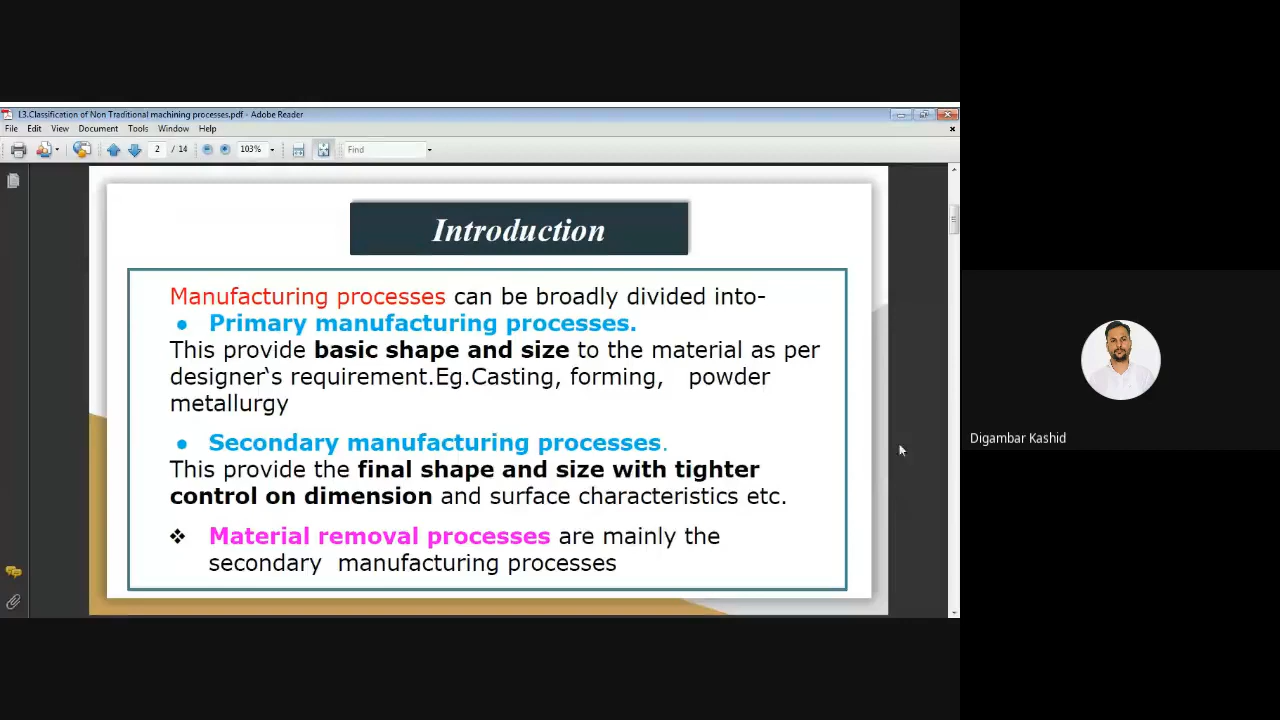 L3.Classification of Non Traditional machining processes.pdf - Adobe Reader
File Edit View Document Tools Window Help
2 / 14 103% Find
Introduction
Manufacturing processes can be broadly divided into-
● Primary manufacturing processes.
This provide basic shape and size to the material as per
designer‘s requirement.Eg.Casting, forming, powder
metallurgy
● Secondary manufacturing processes.
This provide the final shape and size with tighter
control on dimension and surface characteristics etc.
❖ Material removal processes are mainly the
secondary manufacturing processes
Digambar Kashid